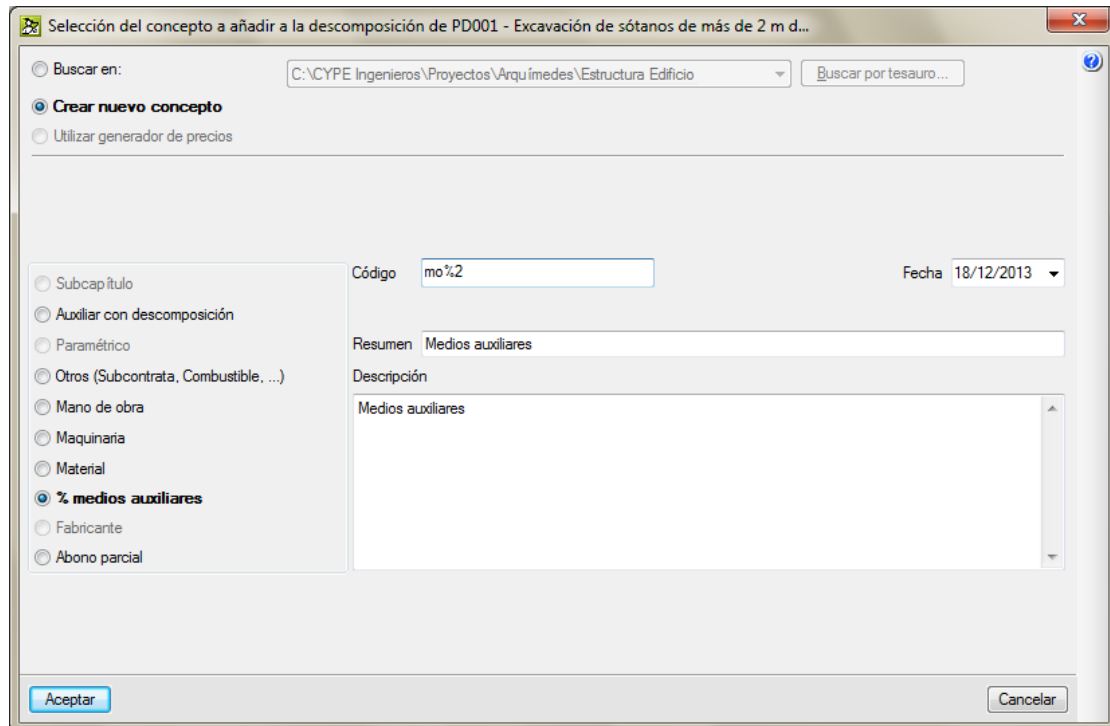 Selección del concepto a añadir a la descomposición de PD001 - Excavación de sótanos de más de 2 m d...
Buscar en:
C:\CYPE Ingenieros\Proyectos\Arquímedes\Estructura Edificio
Buscar por tesauro...
Crear nuevo concepto
Utilizar generador de precios
Código
mo%2
Fecha
18/12/2013
Subcapítulo
Auxiliar con descomposición
Paramétrico
Otros (Subcontrata, Combustible, ...)
Mano de obra
Maquinaria
Material
% medios auxiliares
Fabricante
Abono parcial
Resumen
Medios auxiliares
Descripción
Medios auxiliares
Aceptar
Cancelar